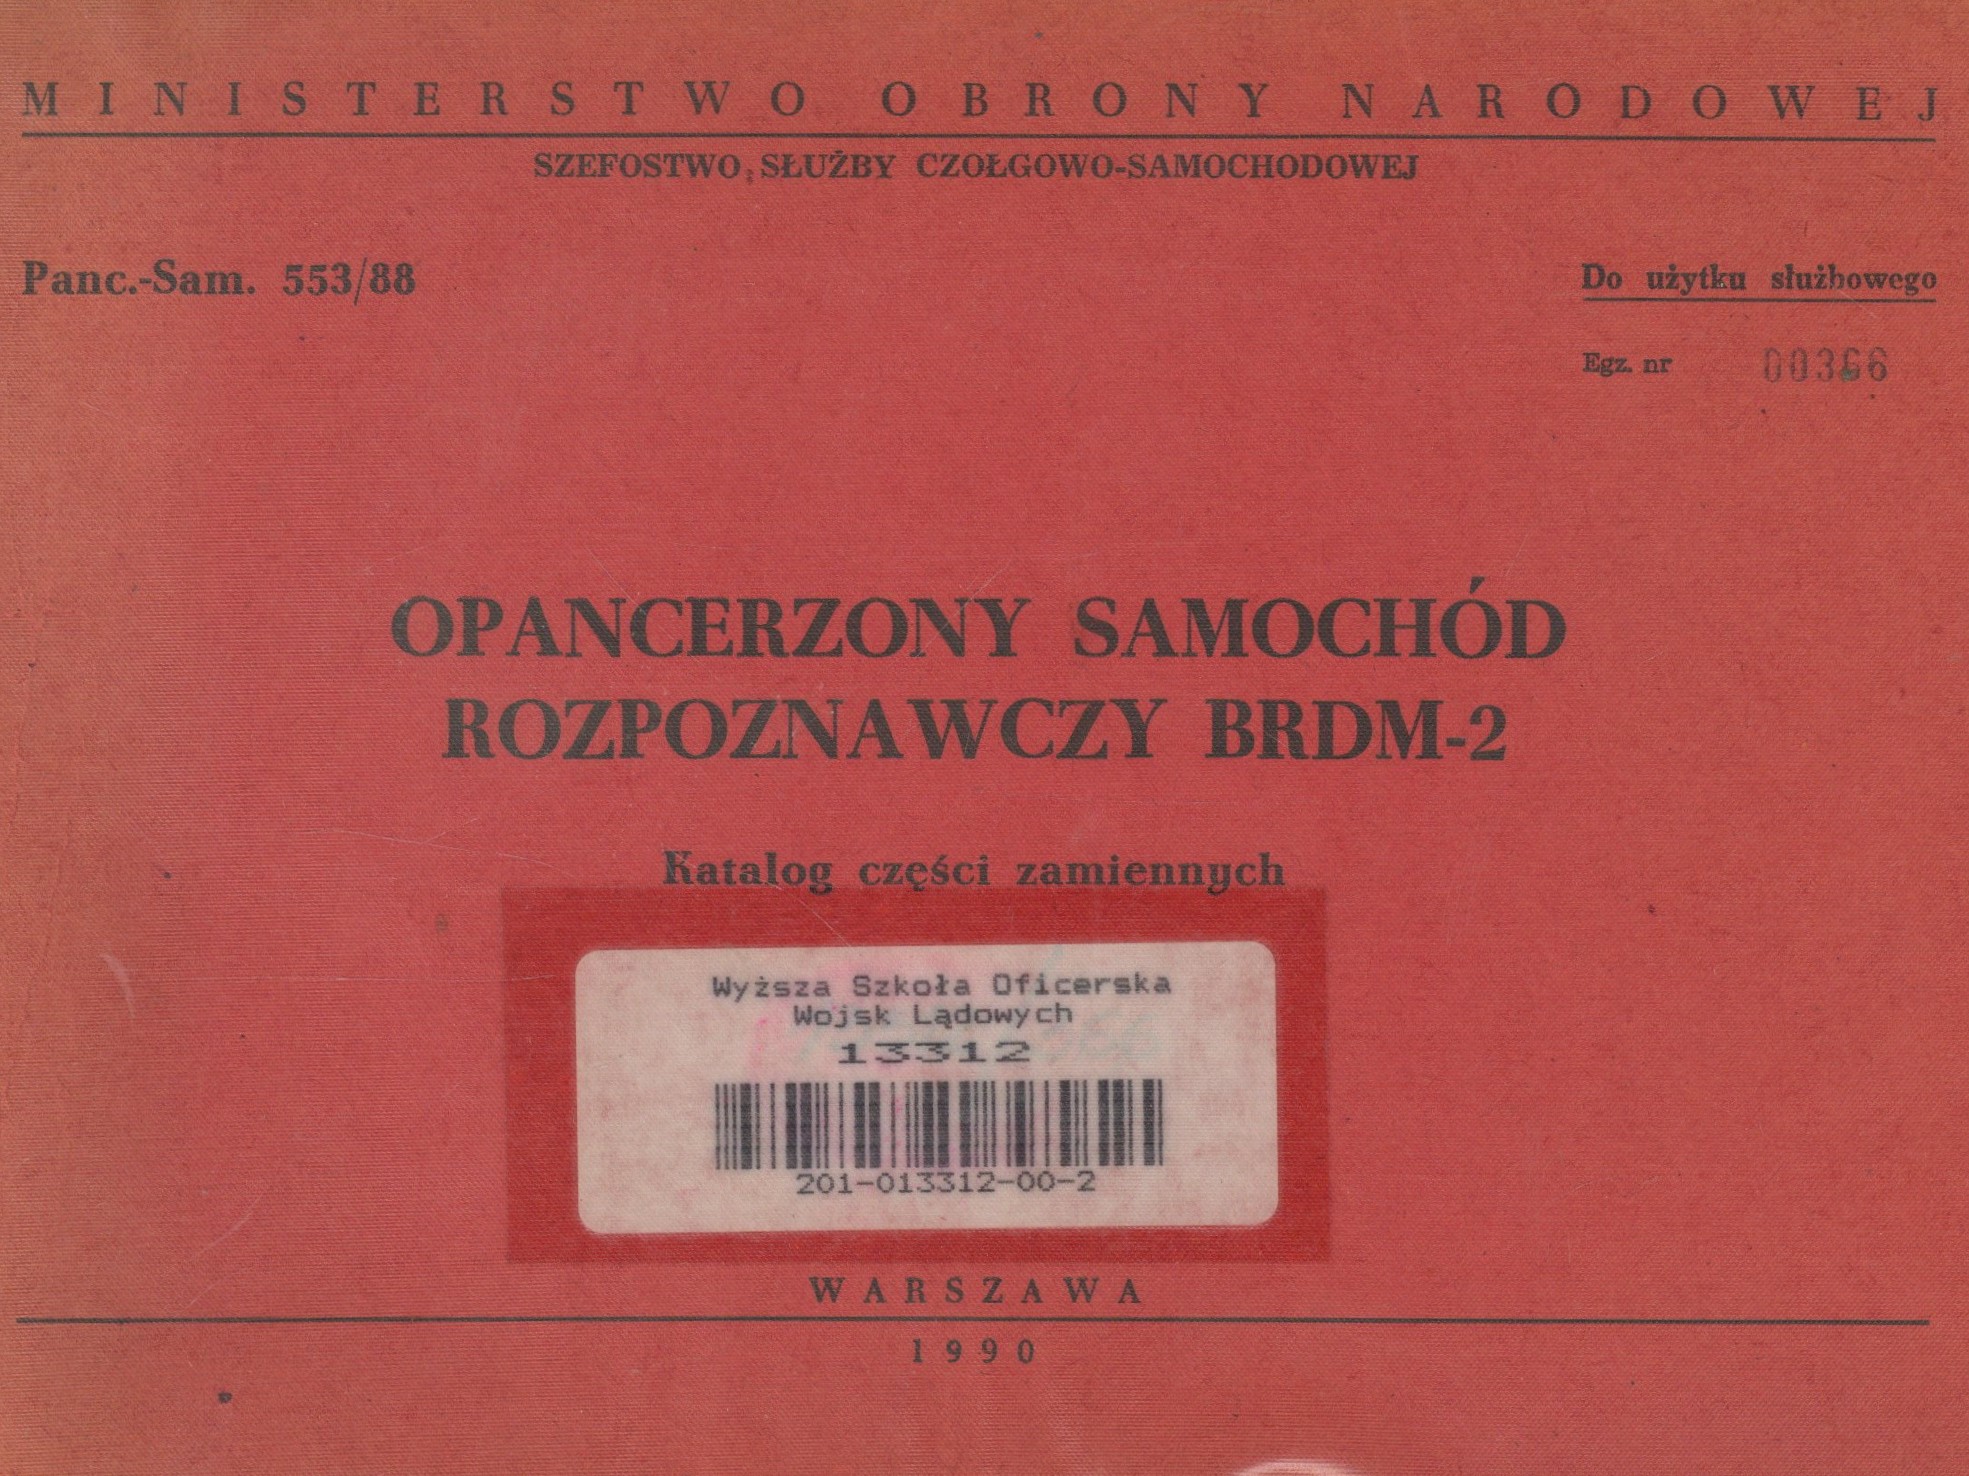 MINISTERSTWO OBRONY NARODOWEJ
SZEFOSTWO SŁUŻBY CZOŁGOWO-SAMOCHODOWEJ
Panc.-Sam. 553/88
Do użytku służbowego
Egz. nr 00366
OPANCERZONY SAMOCHÓD
ROZPOZNAWCZY BRDM-2
Katalog części zamiennych
Wyższa Szkoła Oficerska
Wojsk Lądowych
13312
201-013312-00-2
WARSZAWA
1990